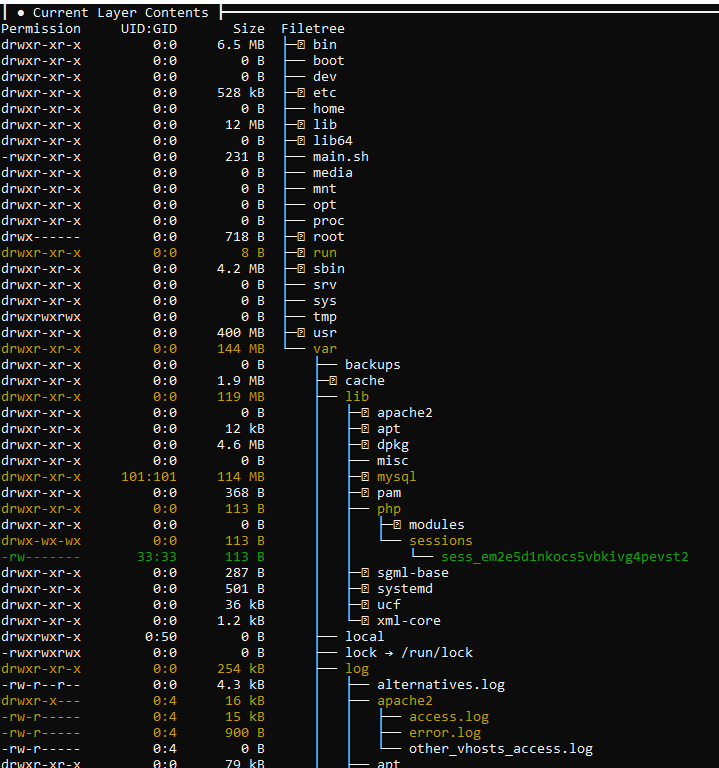 ● Current Layer Contents
Permission UID:GID Size Filetree
drwxr-xr-x 0:0 6.5 MB bin
drwxr-xr-x 0:0 0 B boot
drwxr-xr-x 0:0 0 B dev
drwxr-xr-x 0:0 528 kB etc
drwxr-xr-x 0:0 0 B home
drwxr-xr-x 0:0 12 MB lib
drwxr-xr-x 0:0 0 B lib64
-rwxr-xr-x 0:0 231 B main.sh
drwxr-xr-x 0:0 0 B media
drwxr-xr-x 0:0 0 B mnt
drwxr-xr-x 0:0 0 B opt
drwxr-xr-x 0:0 0 B proc
drwx------ 0:0 718 B root
drwxr-xr-x 0:0 8 B run
drwxr-xr-x 0:0 4.2 MB sbin
drwxr-xr-x 0:0 0 B srv
drwxr-xr-x 0:0 0 B sys
drwxrwxrwx 0:0 0 B tmp
drwxr-xr-x 0:0 400 MB usr
drwxr-xr-x 0:0 144 MB var
drwxr-xr-x 0:0 0 B backups
drwxr-xr-x 0:0 1.9 MB cache
drwxr-xr-x 0:0 119 MB lib
drwxr-xr-x 0:0 0 B apache2
drwxr-xr-x 0:0 12 kB apt
drwxr-xr-x 0:0 4.6 MB dpkg
drwxr-xr-x 0:0 0 B misc
drwxr-xr-x 101:101 114 MB mysql
drwxr-xr-x 0:0 368 B pam
drwxr-xr-x 0:0 113 B php
drwxr-xr-x 0:0 0 B modules
drwx-wx-wx 0:0 113 B sessions
-rw------- 33:33 113 B sess_em2e5d1nkocs5vbkivg4pevst2
drwxr-xr-x 0:0 287 B sgml-base
drwxr-xr-x 0:0 501 B systemd
drwxr-xr-x 0:0 36 kB ucf
drwxr-xr-x 0:0 1.2 kB xml-core
drwxrwxr-x 0:50 0 B local
-rwxrwxrwx 0:0 0 B lock → /run/lock
drwxr-xr-x 0:0 254 kB log
-rw-r--r-- 0:0 4.3 kB alternatives.log
drwxr-x--- 0:4 16 kB apache2
-rw-r----- 0:4 15 kB access.log
-rw-r----- 0:4 900 B error.log
-rw-r----- 0:4 0 B other_vhosts_access.log
drwxr-xr-x 0:0 79 kB apt